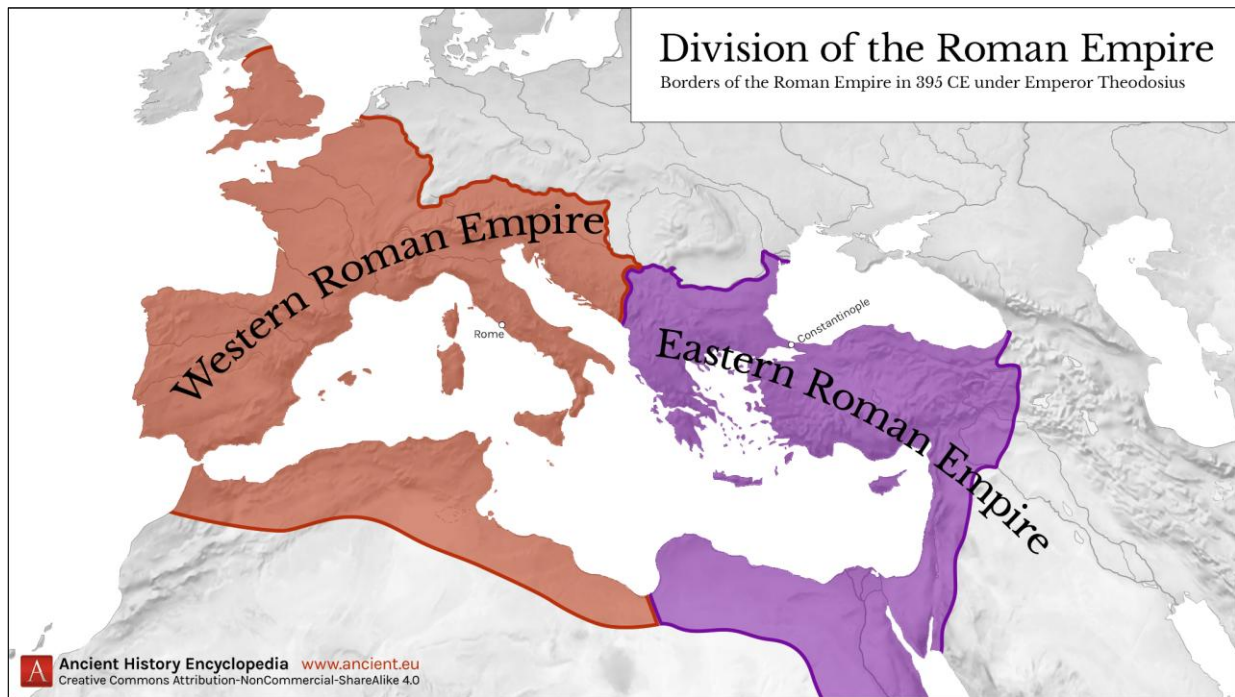 Division of the Roman Empire
Borders of the Roman Empire in 395 CE under Emperor Theodosius
Western Roman Empire
Rome
Constantinople
Eastern Roman Empire
A
Ancient History Encyclopedia www.ancient.eu
Creative Commons Attribution-NonCommercial-ShareAlike 4.0